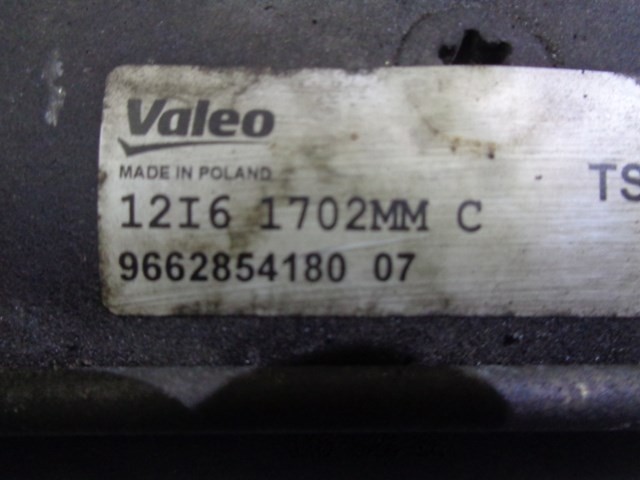 Valeo
MADE IN POLAND
TS
12I6 1702MM C
9662854180 07